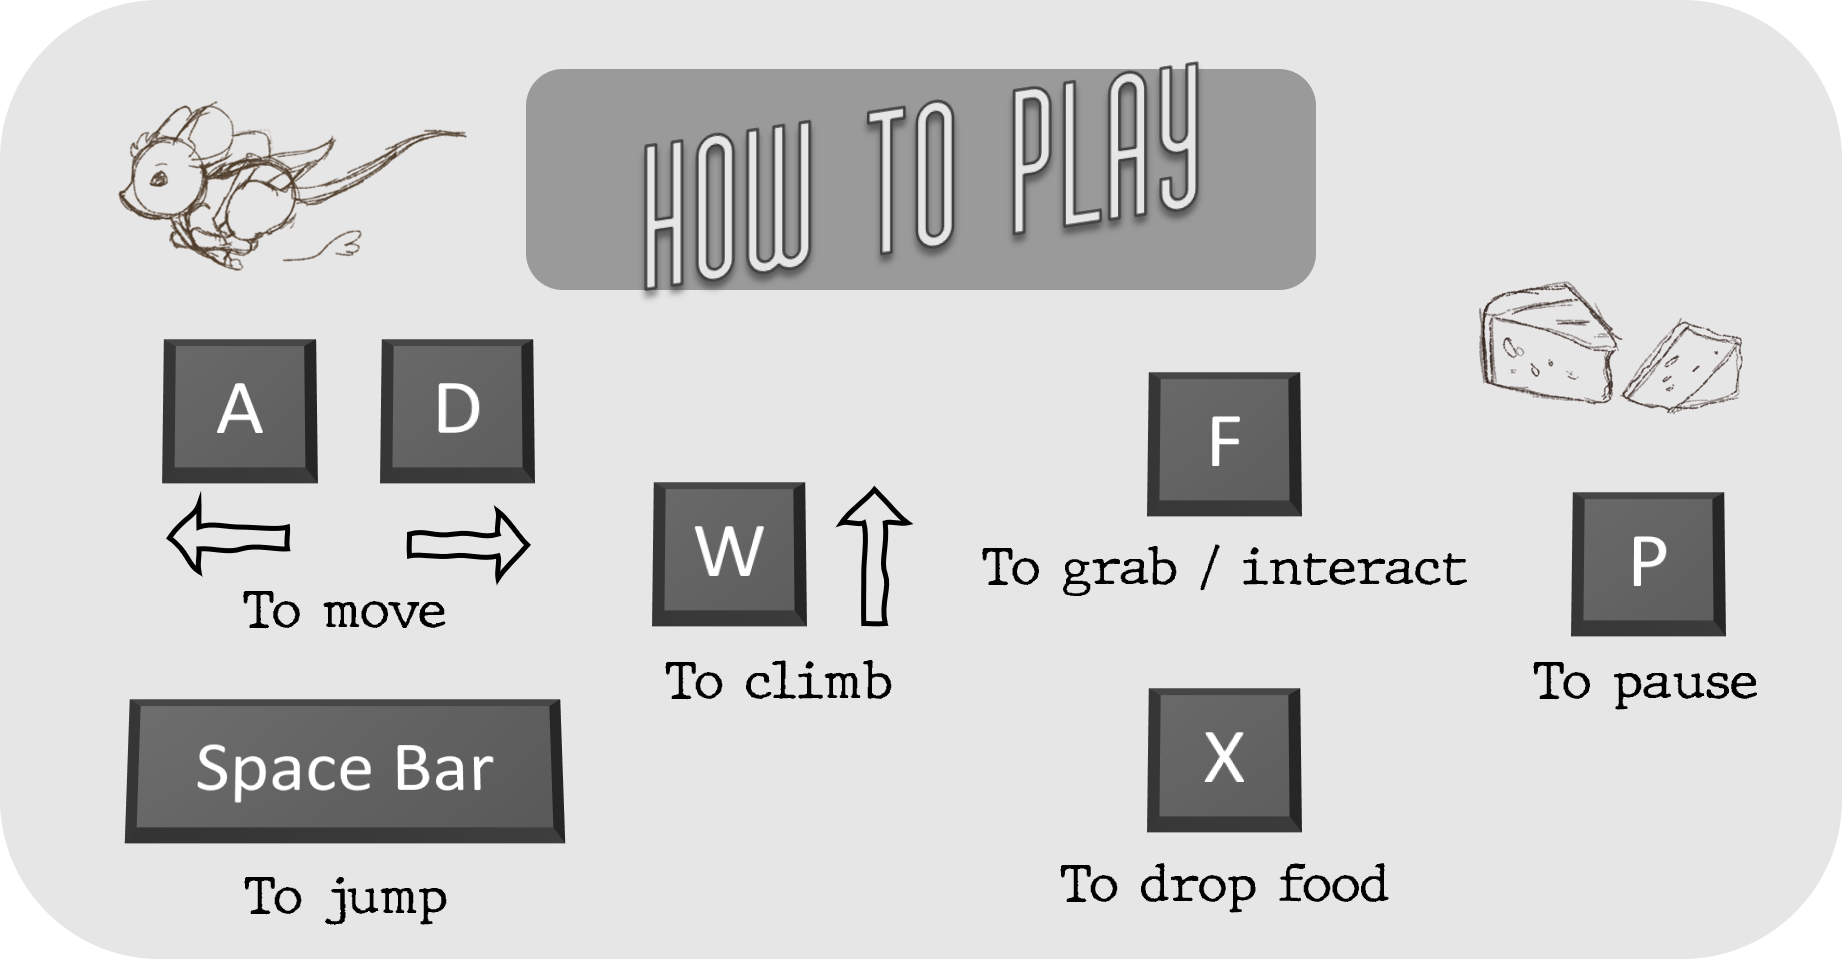 HOW TO PLAY
A D
To move
W
To climb
Space Bar
To jump
F
To grab / interact
X
To drop food
P
To pause